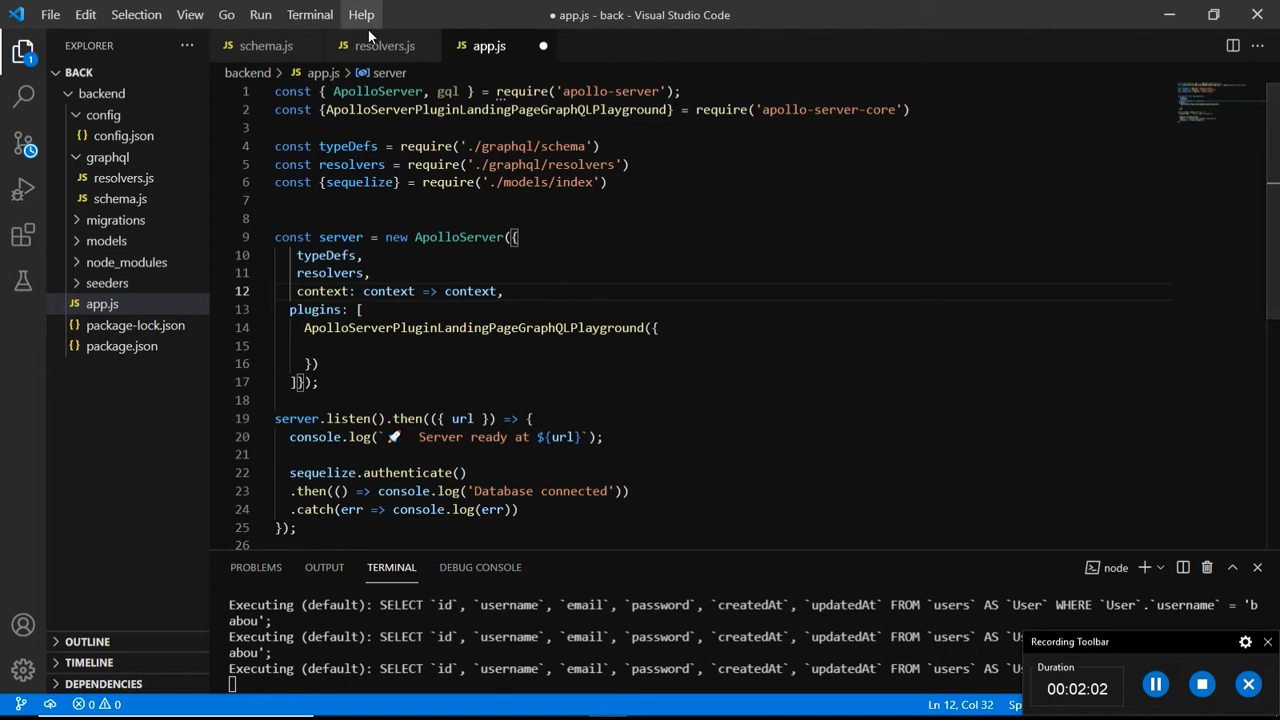 File Edit Selection View Go Run Terminal Help
● app.js - back - Visual Studio Code
EXPLORER
JS schema.js
JS resolvers.js
JS app.js
1
BACK
backend > app.js > server
backend
config
config.json
graphql
resolvers.js
schema.js
migrations
models
node_modules
seeders
app.js
package-lock.json
package.json
1 const { ApolloServer, gql } = require('apollo-server');
2 const {ApolloServerPluginLandingPageGraphQLPlayground} = require('apollo-server-core')
3
4 const typeDefs = require('./graphql/schema')
5 const resolvers = require('./graphql/resolvers')
6 const {sequelize} = require('./models/index')
7
8
9 const server = new ApolloServer({
10 typeDefs,
11 resolvers,
12 context: context => context,
13 plugins: [
14 ApolloServerPluginLandingPageGraphQLPlayground({
15
16 })
17 ]});
18
19 server.listen().then(({ url }) => {
20 console.log(`🚀 Server ready at ${url}`);
21
22 sequelize.authenticate()
23 .then(() => console.log('Database connected'))
24 .catch(err => console.log(err))
25 });
26
PROBLEMS OUTPUT TERMINAL DEBUG CONSOLE
node
Executing (default): SELECT `id`, `username`, `email`, `password`, `createdAt`, `updatedAt` FROM `users` AS `User` WHERE `User`.`username` = 'b
abou';
Executing (default): SELECT `id`, `username`, `email`, `password`, `createdAt`, `updatedAt` FROM `users` AS `Us
abou';
Executing (default): SELECT `id`, `username`, `email`, `password`, `createdAt`, `updatedAt` FROM `users` AS `Us
OUTLINE
TIMELINE
DEPENDENCIES
Recording Toolbar
Duration
00:02:02
0 0
Ln 12, Col 32
Sp